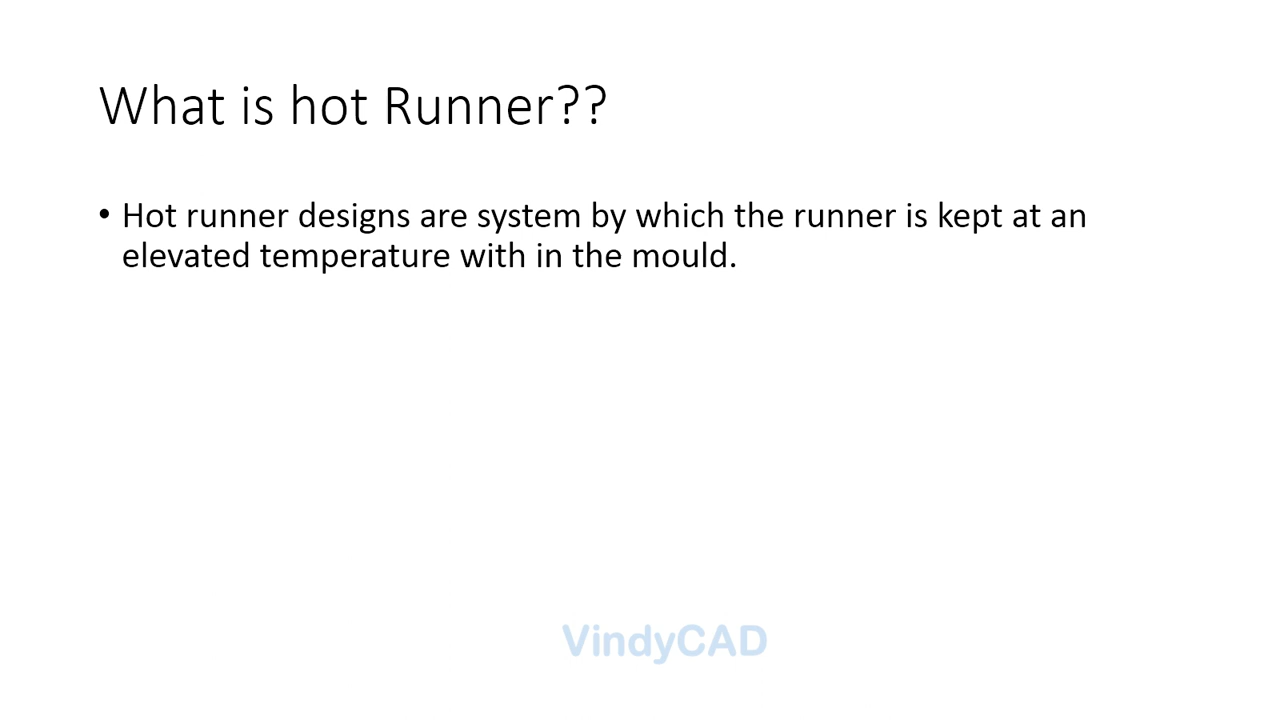 What is hot Runner??
• Hot runner designs are system by which the runner is kept at an
elevated temperature with in the mould.
VindyCAD